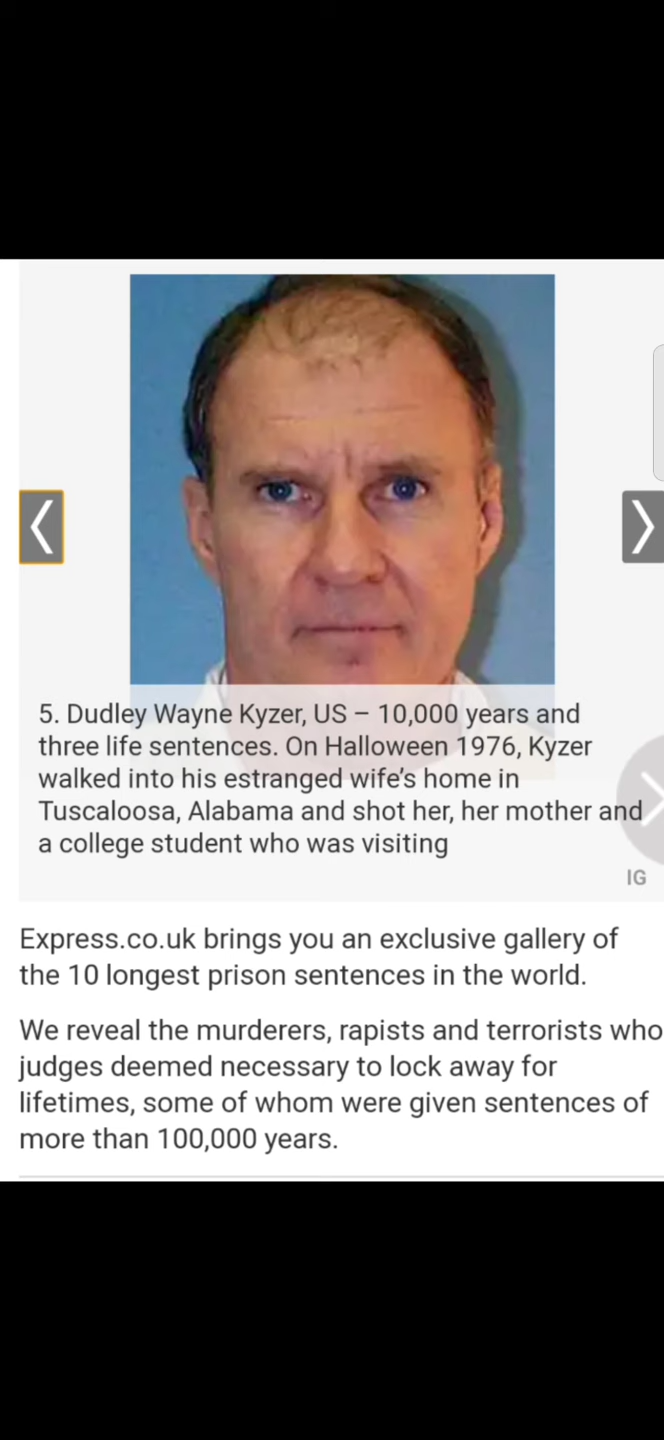 5. Dudley Wayne Kyzer, US – 10,000 years and
three life sentences. On Halloween 1976, Kyzer
walked into his estranged wife's home in
Tuscaloosa, Alabama and shot her, her mother and
a college student who was visiting
IG
Express.co.uk brings you an exclusive gallery of
the 10 longest prison sentences in the world.
We reveal the murderers, rapists and terrorists who
judges deemed necessary to lock away for
lifetimes, some of whom were given sentences of
more than 100,000 years.